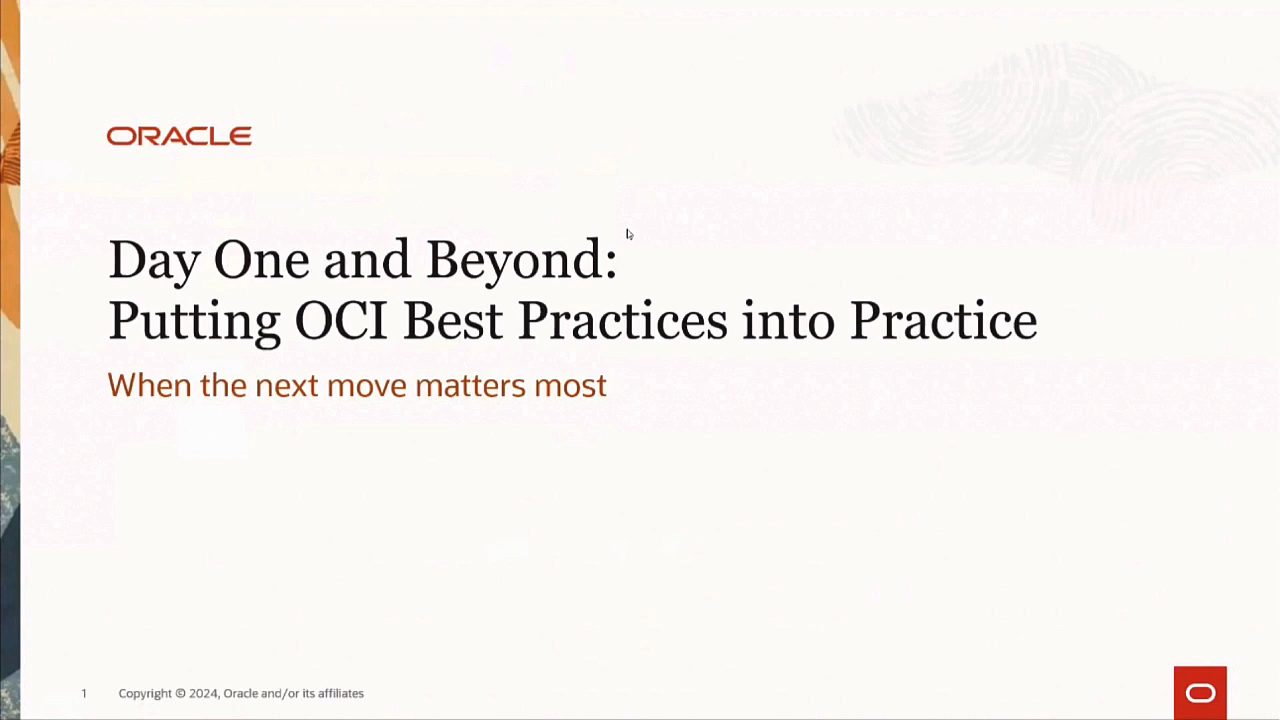 ORACLE
Day One and Beyond:
Putting OCI Best Practices into Practice
When the next move matters most
1 Copyright © 2024, Oracle and/or its affiliates